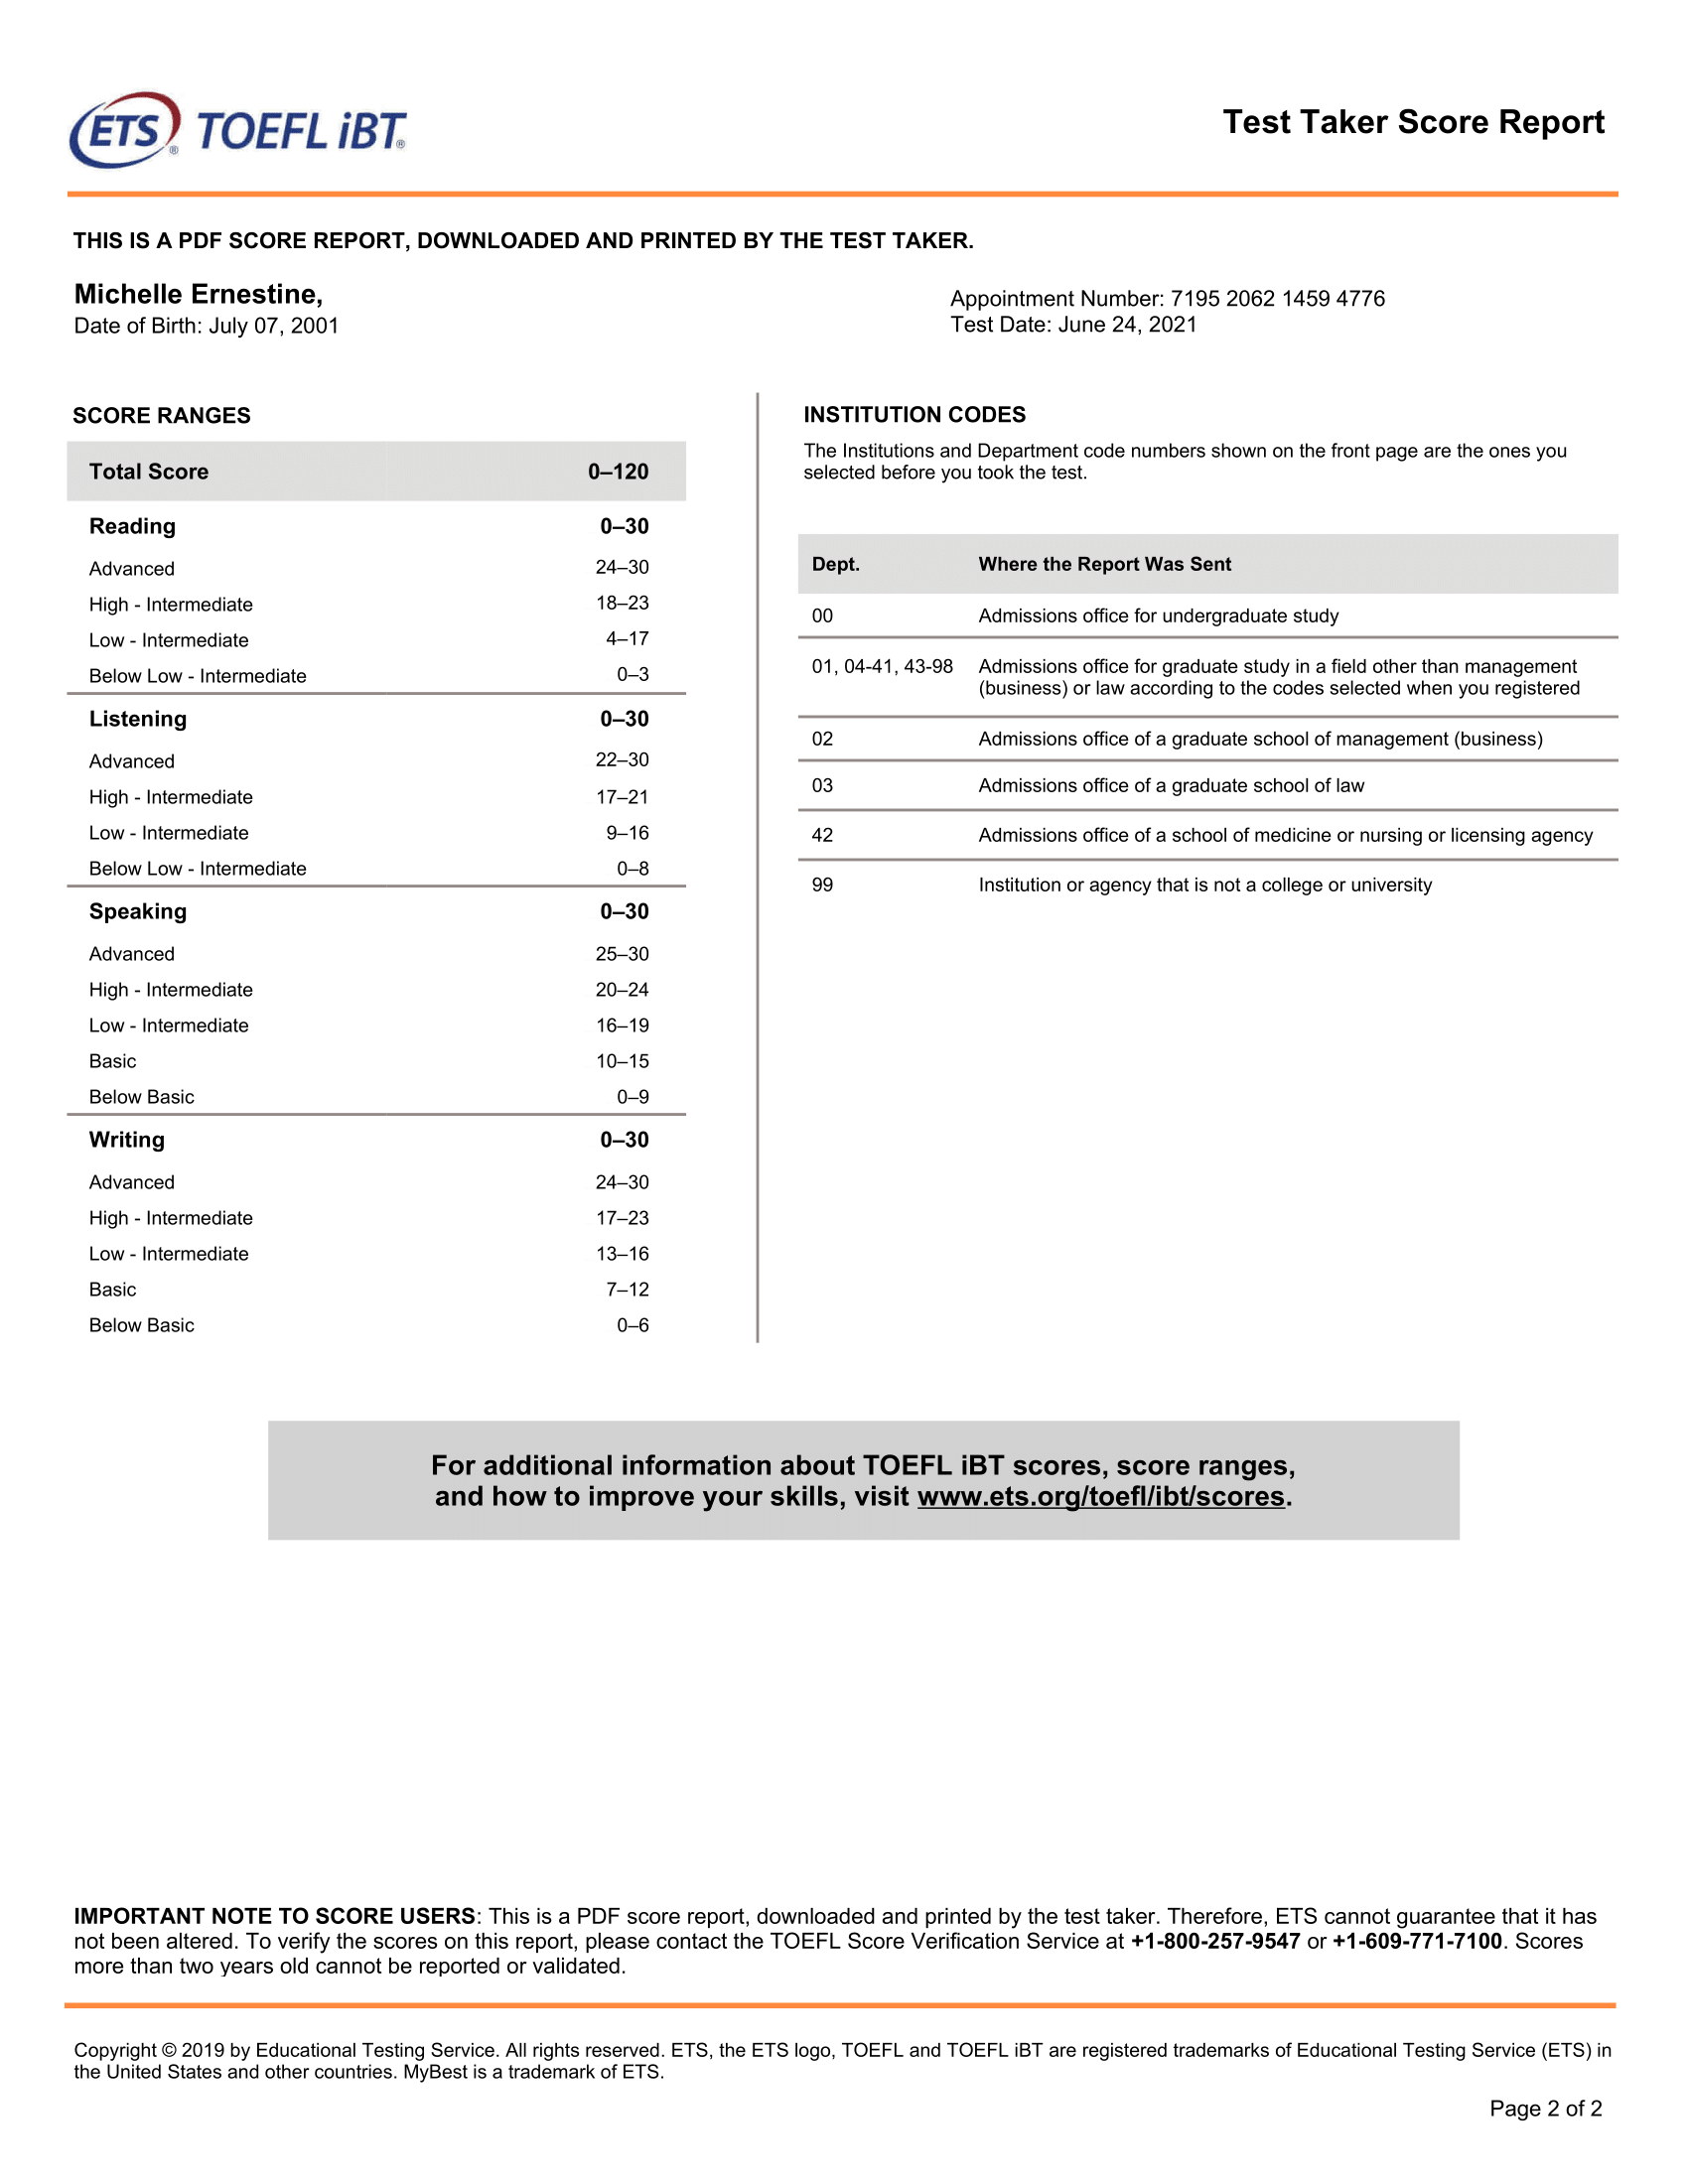 ETS® TOEFL iBT®
Test Taker Score Report
THIS IS A PDF SCORE REPORT, DOWNLOADED AND PRINTED BY THE TEST TAKER.
Michelle Ernestine,
Date of Birth: July 07, 2001
Appointment Number: 7195 2062 1459 4776
Test Date: June 24, 2021
SCORE RANGES
Total Score 0–120
Reading 0–30
Advanced 24–30
High - Intermediate 18–23
Low - Intermediate 4–17
Below Low - Intermediate 0–3
Listening 0–30
Advanced 22–30
High - Intermediate 17–21
Low - Intermediate 9–16
Below Low - Intermediate 0–8
Speaking 0–30
Advanced 25–30
High - Intermediate 20–24
Low - Intermediate 16–19
Basic 10–15
Below Basic 0–9
Writing 0–30
Advanced 24–30
High - Intermediate 17–23
Low - Intermediate 13–16
Basic 7–12
Below Basic 0–6
INSTITUTION CODES
The Institutions and Department code numbers shown on the front page are the ones you
selected before you took the test.
Dept. Where the Report Was Sent
00 Admissions office for undergraduate study
01, 04-41, 43-98 Admissions office for graduate study in a field other than management
(business) or law according to the codes selected when you registered
02 Admissions office of a graduate school of management (business)
03 Admissions office of a graduate school of law
42 Admissions office of a school of medicine or nursing or licensing agency
99 Institution or agency that is not a college or university
For additional information about TOEFL iBT scores, score ranges,
and how to improve your skills, visit www.ets.org/toefl/ibt/scores.
IMPORTANT NOTE TO SCORE USERS: This is a PDF score report, downloaded and printed by the test taker. Therefore, ETS cannot guarantee that it has
not been altered. To verify the scores on this report, please contact the TOEFL Score Verification Service at +1-800-257-9547 or +1-609-771-7100. Scores
more than two years old cannot be reported or validated.
Copyright © 2019 by Educational Testing Service. All rights reserved. ETS, the ETS logo, TOEFL and TOEFL iBT are registered trademarks of Educational Testing Service (ETS) in
the United States and other countries. MyBest is a trademark of ETS.
Page 2 of 2